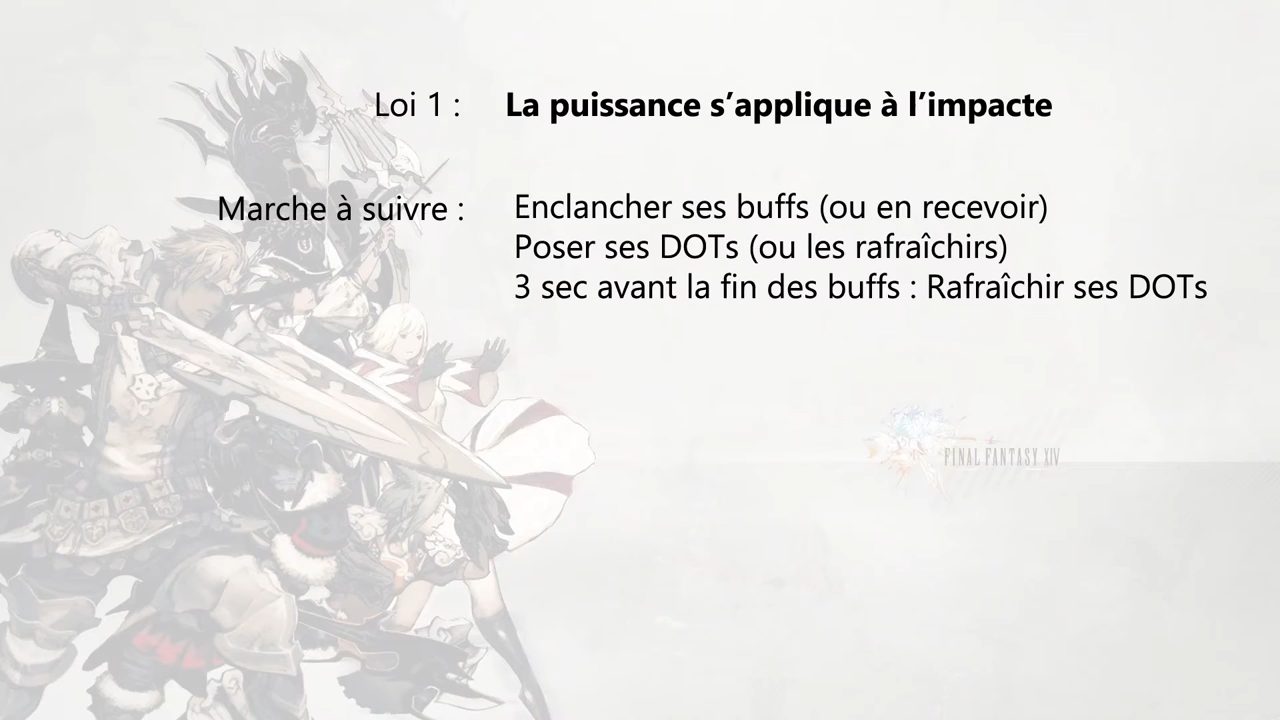 Loi 1 : La puissance s’applique à l’impacte
Marche à suivre : Enclancher ses buffs (ou en recevoir)
Poser ses DOTs (ou les rafraîchirs)
3 sec avant la fin des buffs : Rafraîchir ses DOTs
FINAL FANTASY XIV